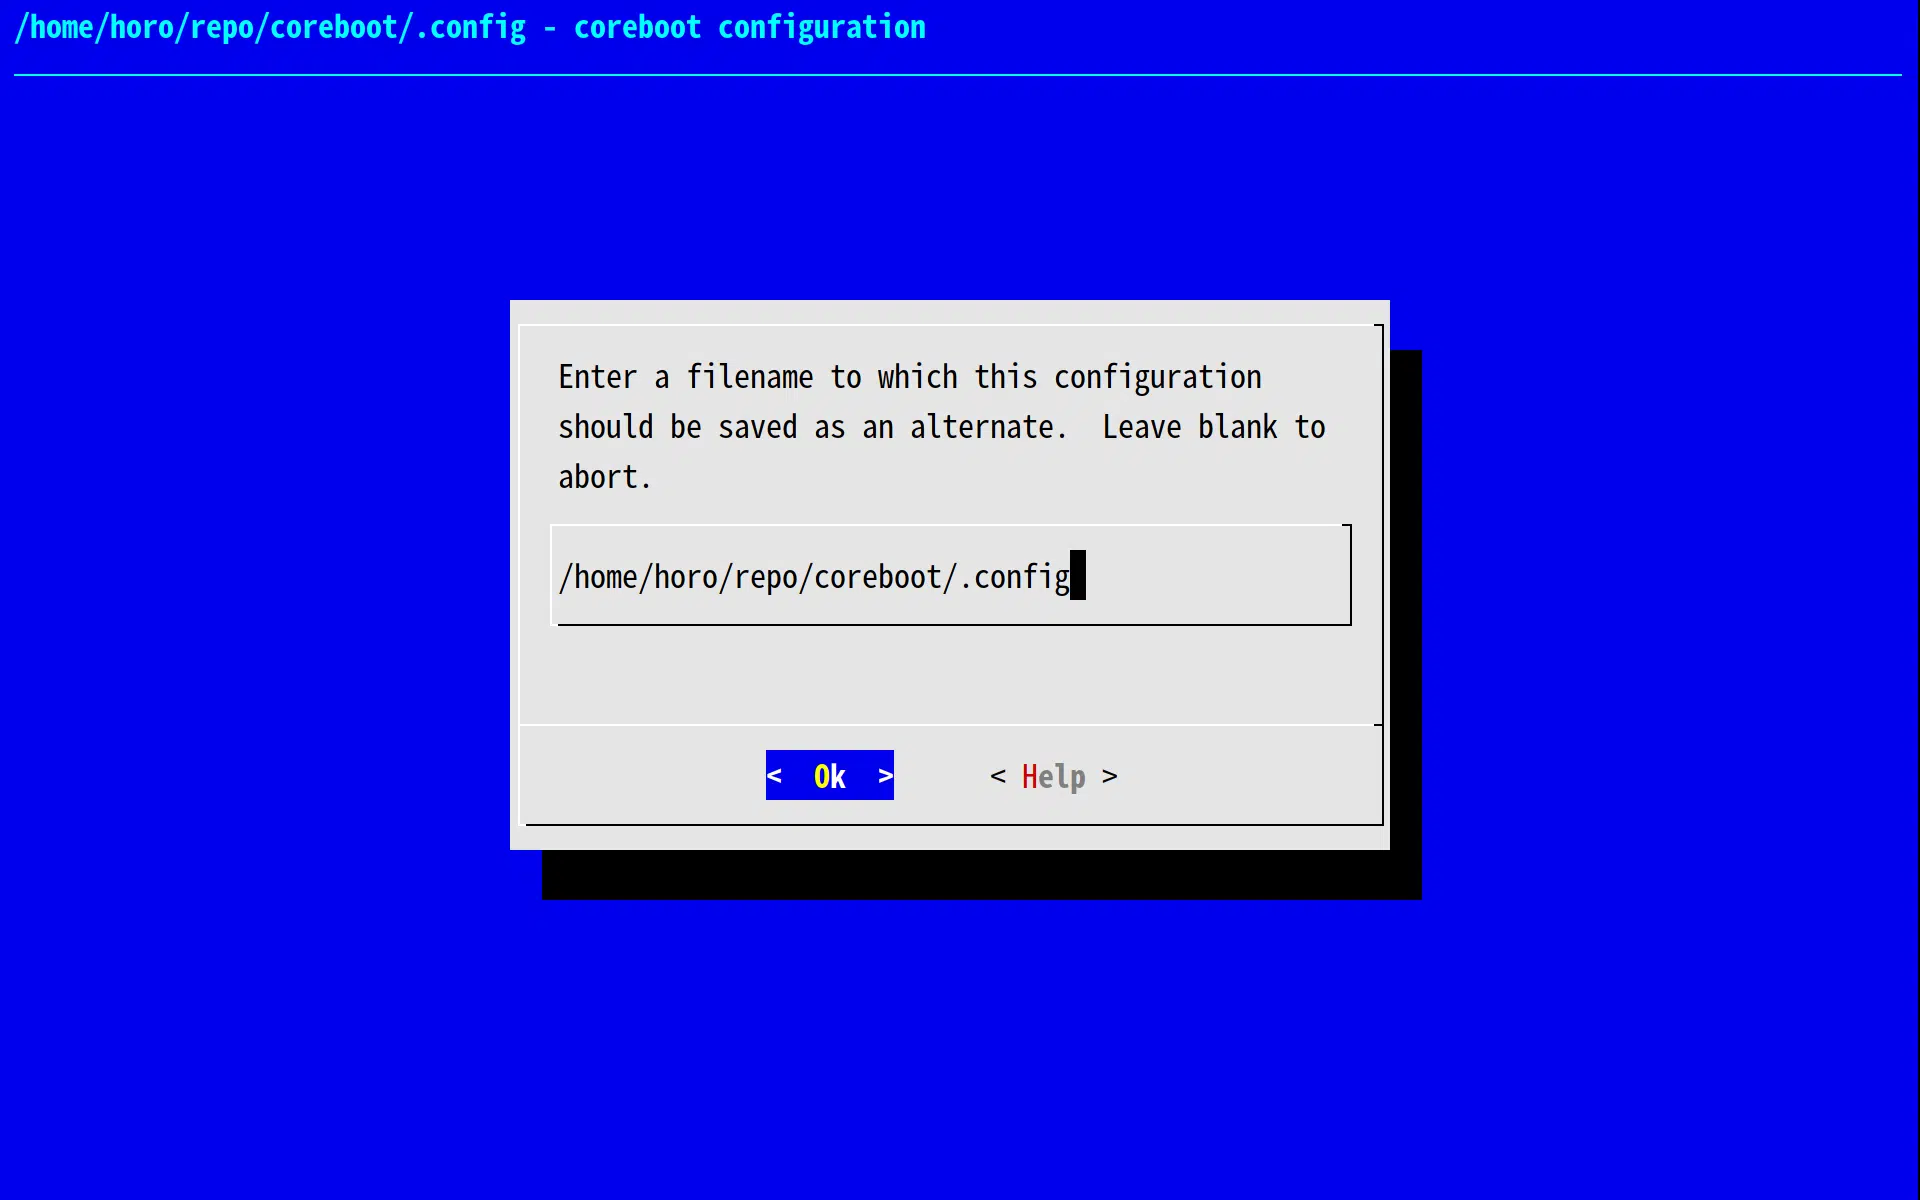 /home/horo/repo/coreboot/.config - coreboot configuration
Enter a filename to which this configuration
should be saved as an alternate.  Leave blank to
abort.
/home/horo/repo/coreboot/.config
<  Ok  >      < Help >